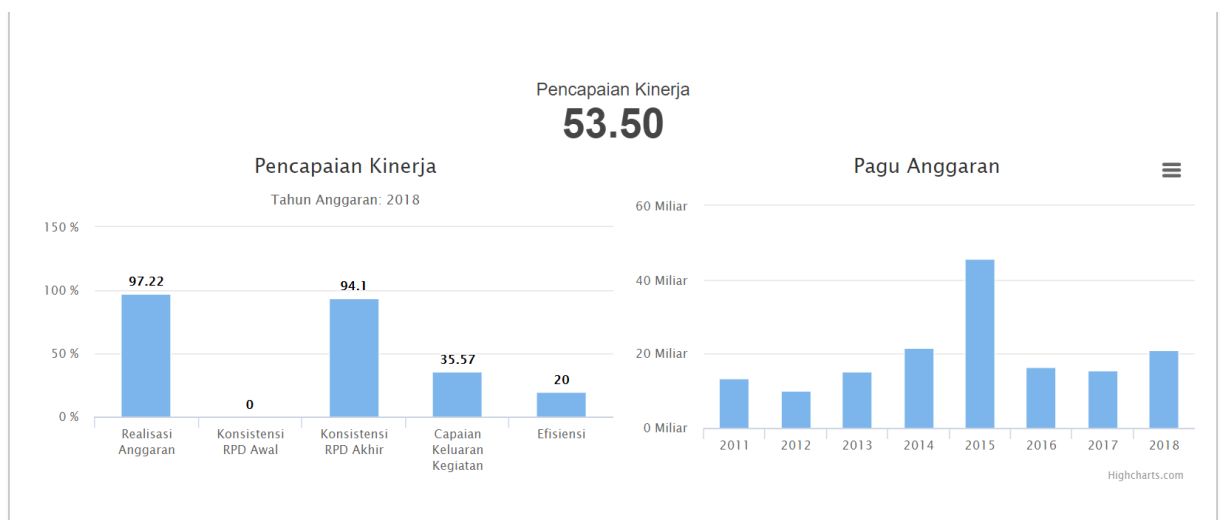 Pencapaian Kinerja
53.50
Pencapaian Kinerja
Tahun Anggaran: 2018
150 %
100 %
50 %
0 %
97.22
0
94.1
35.57
20
Realisasi
Anggaran
Konsistensi
RPD Awal
Konsistensi
RPD Akhir
Capaian
Keluaran
Kegiatan
Efisiensi
Pagu Anggaran
60 Miliar
40 Miliar
20 Miliar
0 Miliar
2011 2012 2013 2014 2015 2016 2017 2018
Highcharts.com